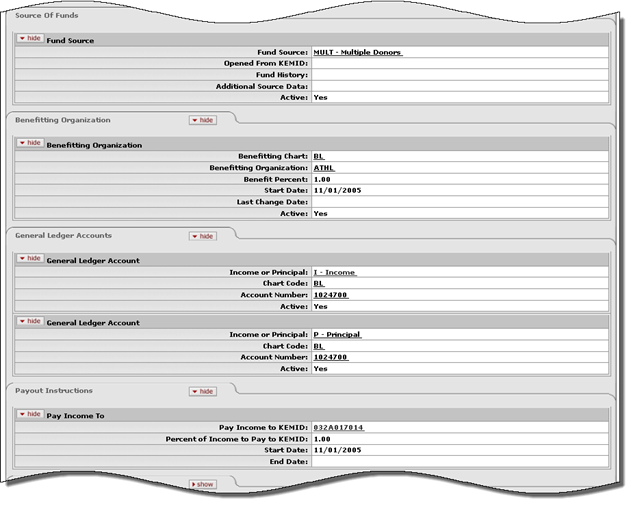 Source Of Funds
hide Fund Source
Fund Source: MULT - Multiple Donors
Opened From KEMID:
Fund History:
Additional Source Data:
Active: Yes
Benefitting Organization hide
hide Benefitting Organization
Benefitting Chart: BL
Benefitting Organization: ATHL
Benefit Percent: 1.00
Start Date: 11/01/2005
Last Change Date:
Active: Yes
General Ledger Accounts hide
hide General Ledger Account
Income or Principal: I - Income
Chart Code: BL
Account Number: 1024700
Active: Yes
hide General Ledger Account
Income or Principal: P - Principal
Chart Code: BL
Account Number: 1024700
Active: Yes
Payout Instructions hide
hide Pay Income To
Pay Income to KEMID: 032A017014
Percent of Income to Pay to KEMID: 1.00
Start Date: 11/01/2005
End Date:
show